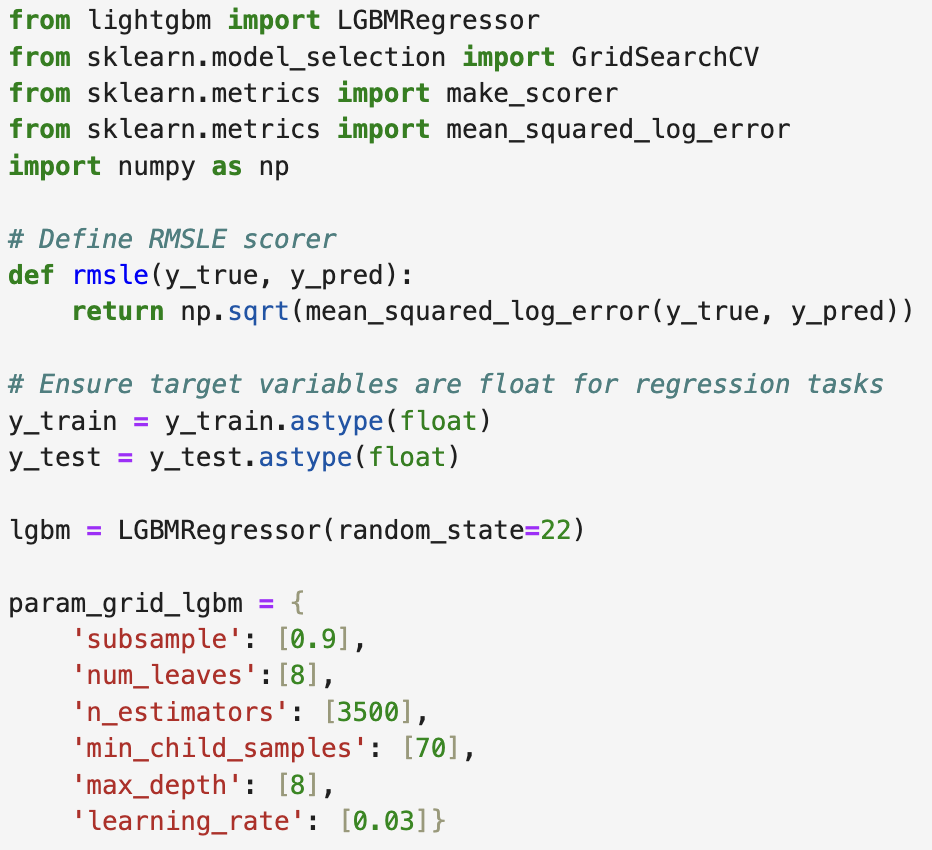 from lightgbm import LGBMRegressor
from sklearn.model_selection import GridSearchCV
from sklearn.metrics import make_scorer
from sklearn.metrics import mean_squared_log_error
import numpy as np

# Define RMSLE scorer
def rmsle(y_true, y_pred):
    return np.sqrt(mean_squared_log_error(y_true, y_pred))

# Ensure target variables are float for regression tasks
y_train = y_train.astype(float)
y_test = y_test.astype(float)

lgbm = LGBMRegressor(random_state=22)

param_grid_lgbm = {
    'subsample': [0.9],
    'num_leaves':[8],
    'n_estimators': [3500],
    'min_child_samples': [70],
    'max_depth': [8],
    'learning_rate': [0.03]}